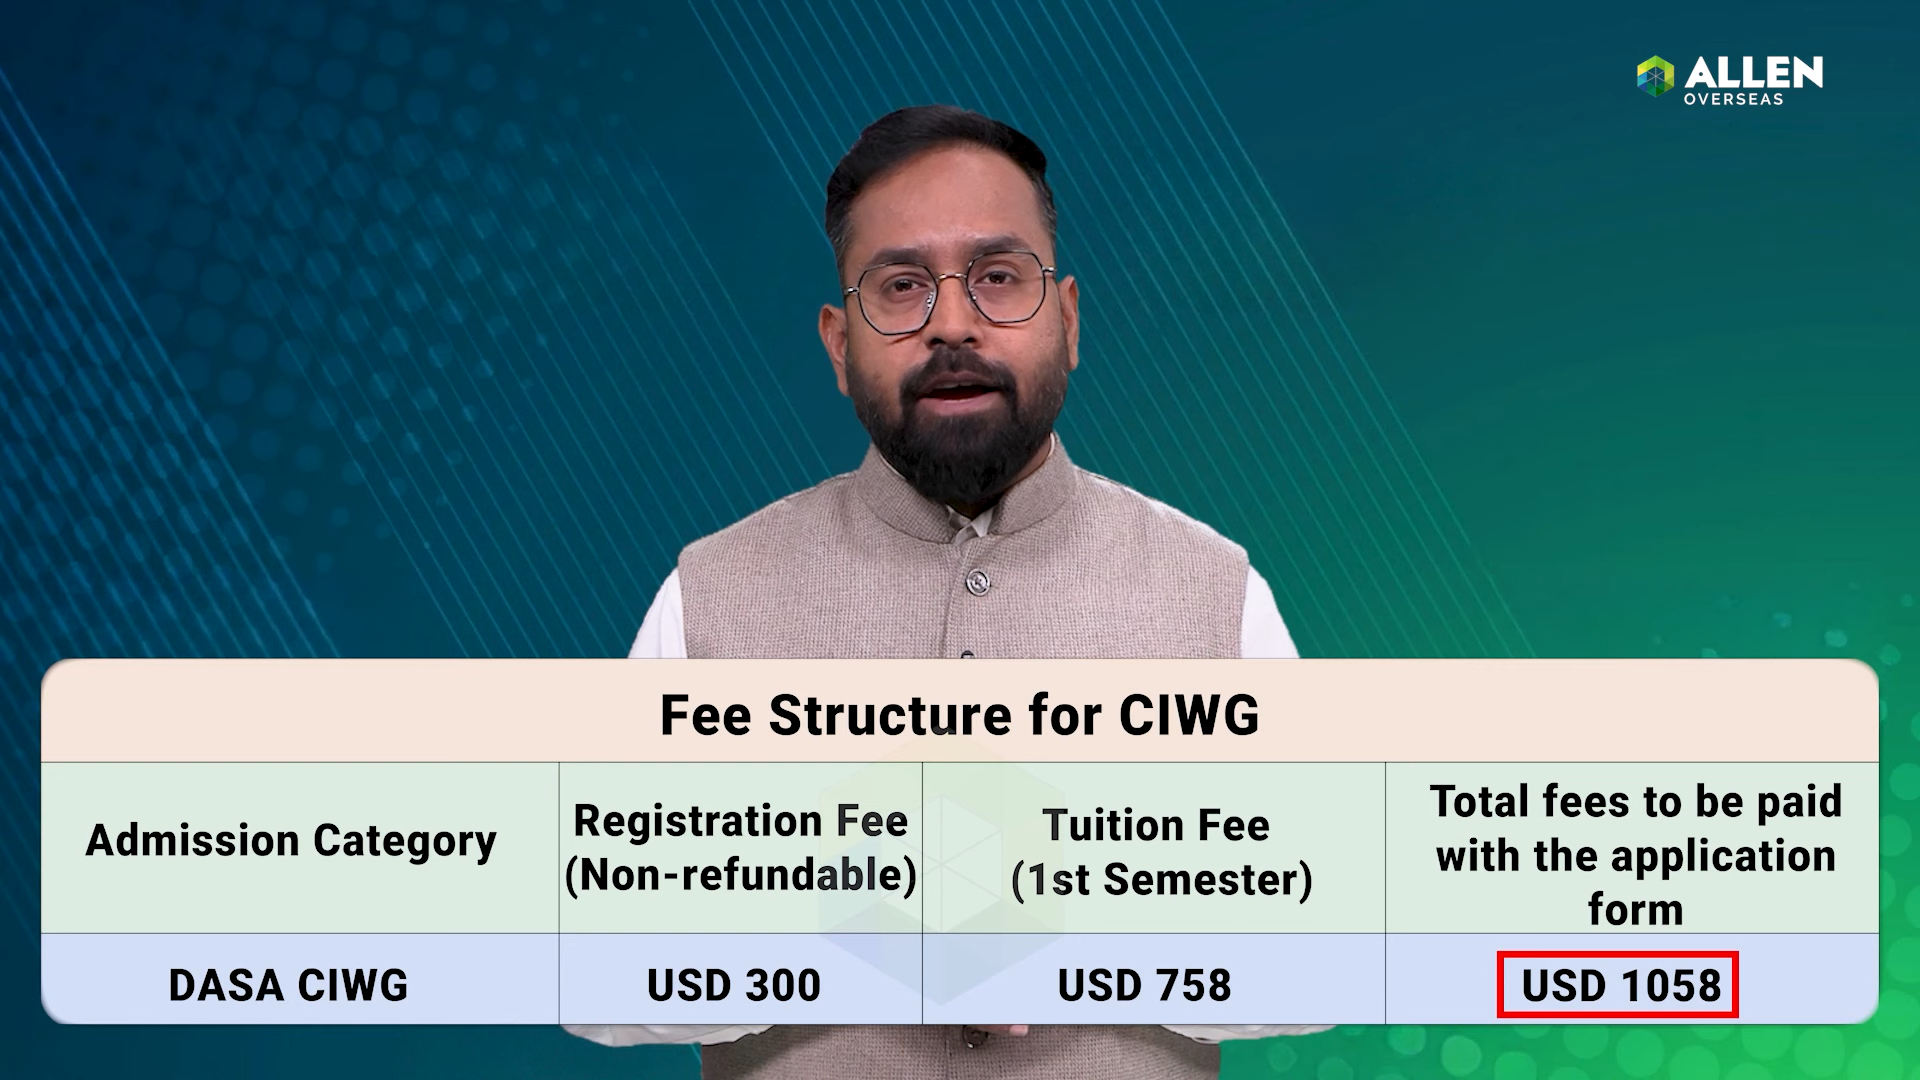 ALLEN
OVERSEAS
Fee Structure for CIWG
Admission Category
Registration Fee
(Non-refundable)
Tuition Fee
(1st Semester)
Total fees to be paid
with the application
form
DASA CIWG
USD 300
USD 758
USD 1058